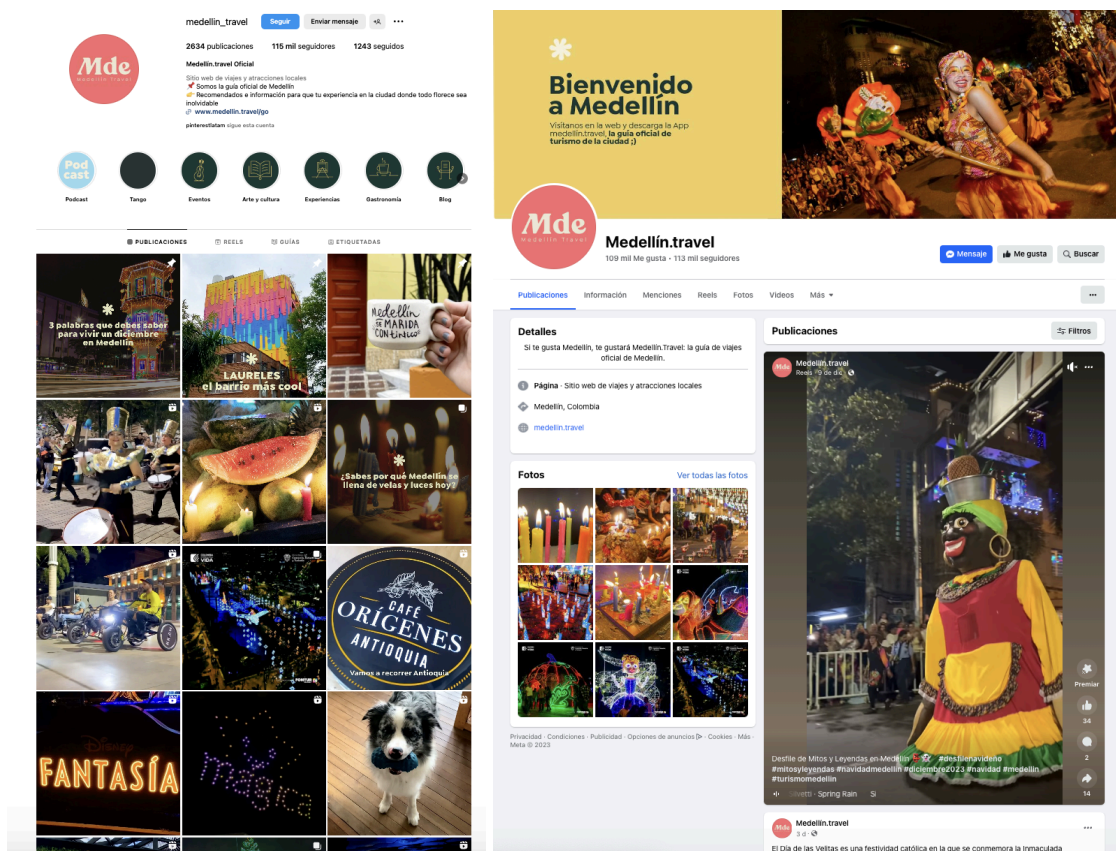 medellin_travel
Seguir
Enviar mensaje
2634 publicaciones
115 mil seguidores
1243 seguidos
Medellín.travel Oficial
Sitio web de viajes y atracciones locales
📌 Somos la guía oficial de Medellín
👉 Recomendados e información para que tu experiencia en la ciudad donde todo florece sea
inolvidable
www.medellin.travel/go
pinterestlatam sigue esta cuenta
Mde
Medellín Travel
Pod
cast
Podcast
Tango
Eventos
Arte y cultura
Experiencias
Gastronomía
Blog
PUBLICACIONES
REELS
GUÍAS
ETIQUETADAS
3 palabras que debes saber
para vivir un diciembre
en Medellín
LAURELES
el barrio más cool
Medellín
SE MARIDA
CONTINTICO
¿Sabes por qué Medellín se
llena de velas y luces hoy?
CAFÉ
ORÍGENES
ANTIOQUIA
Vamos a recorrer Antioquia
DISNEY
FANTASÍA
mágica
Bienvenido
a Medellín
Visítanos en la web y descarga la App
medellin.travel, la guía oficial de
turismo de la ciudad ;)
Mde
Medellín Travel
Medellín.travel
109 mil Me gusta • 113 mil seguidores
Mensaje
Me gusta
Buscar
Publicaciones
Información
Menciones
Reels
Fotos
Videos
Más
Detalles
Si te gusta Medellín, te gustará Medellín.Travel: la guía de viajes
oficial de Medellín.
Página · Sitio web de viajes y atracciones locales
Medellín, Colombia
medellin.travel
Fotos
Ver todas las fotos
Privacidad · Condiciones · Publicidad · Opciones de anuncios · Cookies · Más ·
Meta © 2023
Publicaciones
Filtros
Mde
Medellín.travel
Reels · 9 de dic ·
Premiar
34
2
14
Desfile de Mitos y Leyendas en Medellín #desfilenavideño
#mitosyleyendas #navidadmedellin #diciembre2023 #navidad #medellin
#turismomedellin
Spring Rain
Si
Mde
Medellín.travel
3 d ·
El Día de las Velitas es una festividad católica en la que se conmemora la Inmaculada